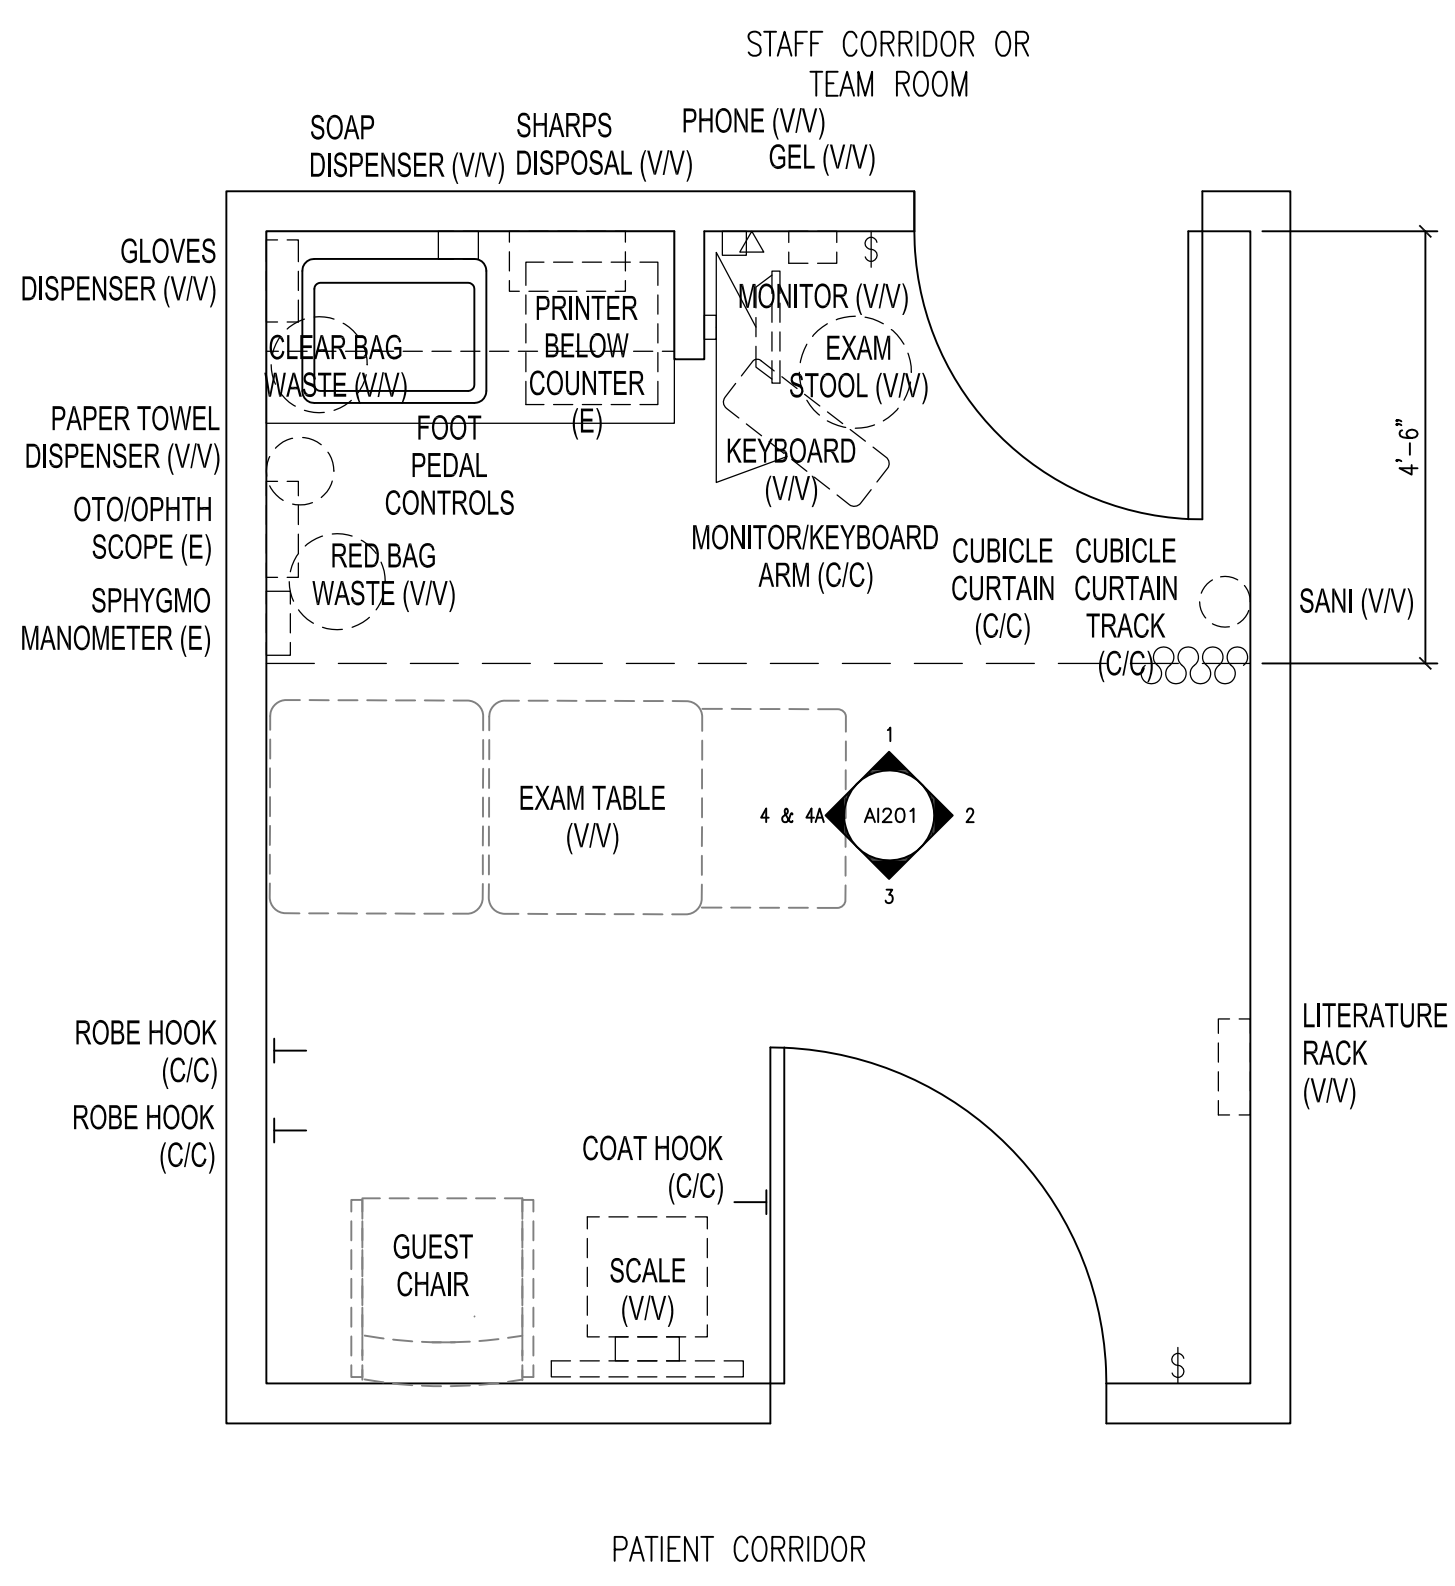 STAFF CORRIDOR OR
TEAM ROOM
SOAP
DISPENSER (V/V)
SHARPS
DISPOSAL (V/V)
PHONE (V/V)
GEL (V/V)
GLOVES
DISPENSER (V/V)
$
MONITOR (V/V)
PRINTER
BELOW
COUNTER
(E)
CLEAR BAG
WASTE (V/V)
EXAM
STOOL (V/V)
PAPER TOWEL
DISPENSER (V/V)
FOOT
PEDAL
CONTROLS
KEYBOARD
(V/V)
4'-6"
OTO/OPHTH
SCOPE (E)
MONITOR/KEYBOARD
ARM (C/C)
RED BAG
WASTE (V/V)
CUBICLE
CURTAIN
(C/C)
CUBICLE
CURTAIN
TRACK
(C/C)
SPHYGMO
MANOMETER (E)
SANI (V/V)
EXAM TABLE
(V/V)
1
4 & 4A
AI201
2
3
ROBE HOOK
(C/C)
LITERATURE
RACK
(V/V)
ROBE HOOK
(C/C)
COAT HOOK
(C/C)
GUEST
CHAIR
SCALE
(V/V)
$
PATIENT CORRIDOR